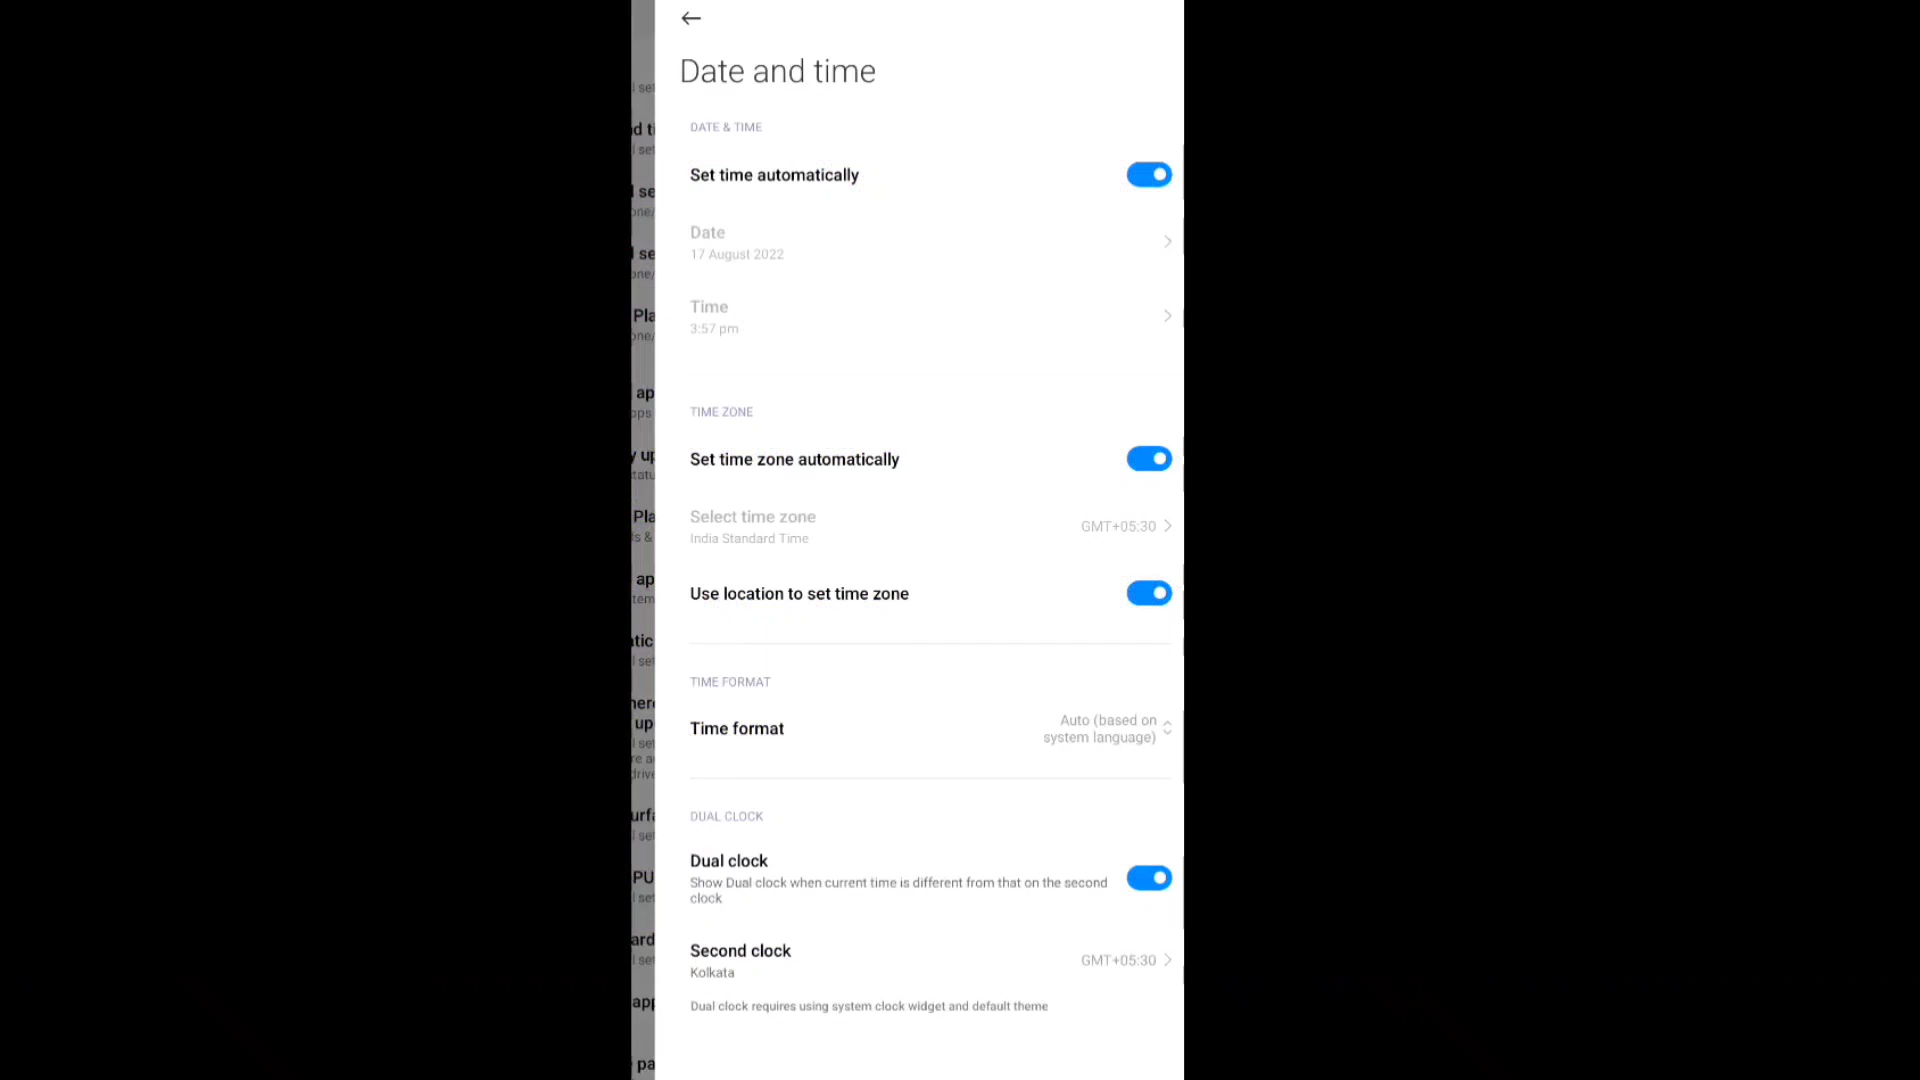 Date and time
DATE & TIME
Set time automatically
Date
17 August 2022
Time
3:57 pm
TIME ZONE
Set time zone automatically
Select time zone
GMT+05:30
India Standard Time
Use location to set time zone
TIME FORMAT
Time format
Auto (based on
system language)
DUAL CLOCK
Dual clock
Show Dual clock when current time is different from that on the second
clock
Second clock
GMT+05:30
Kolkata
Dual clock requires using system clock widget and default theme